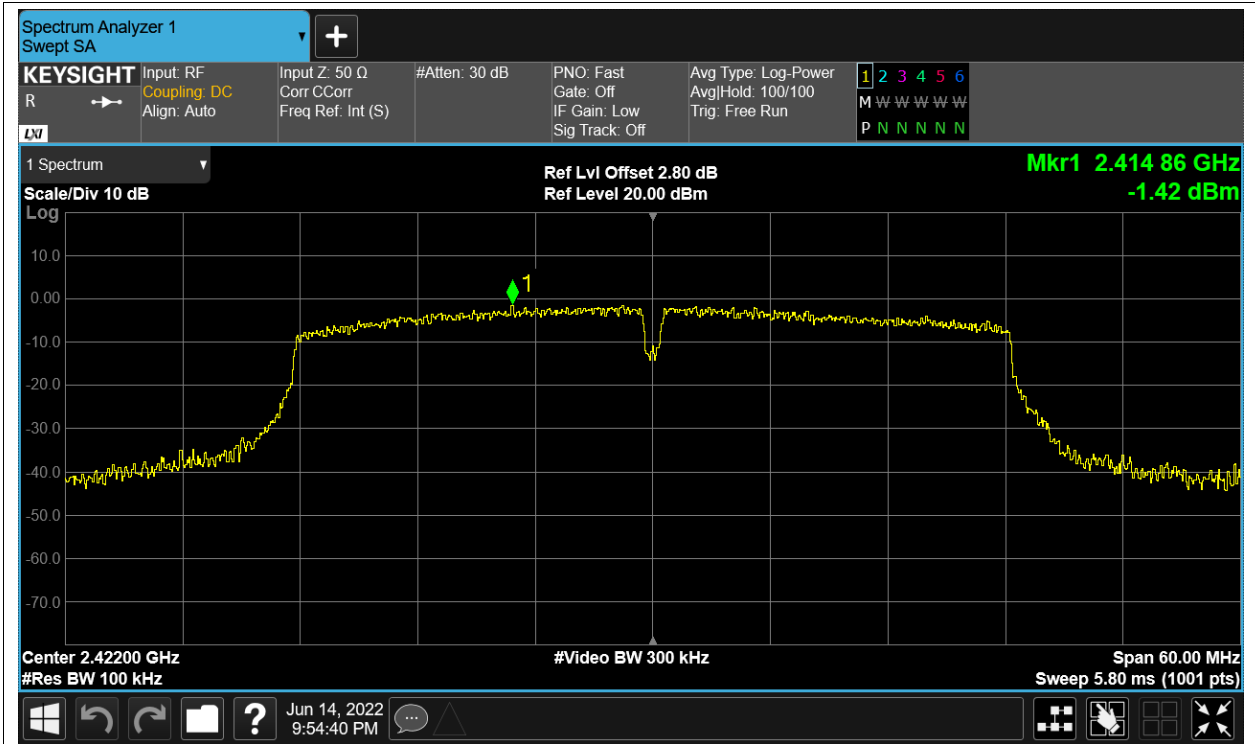 Spectrum Analyzer 1
Swept SA
KEYSIGHT
R
LXI
Input: RF
Coupling: DC
Align: Auto
Input Z: 50 Ω
Corr CCorr
Freq Ref: Int (S)
#Atten: 30 dB
PNO: Fast
Gate: Off
IF Gain: Low
Sig Track: Off
Avg Type: Log-Power
Avg|Hold: 100/100
Trig: Free Run
1 2 3 4 5 6
M W W W W W
P N N N N N
1 Spectrum
Scale/Div 10 dB
Ref Lvl Offset 2.80 dB
Ref Level 20.00 dBm
Mkr1 2.414 86 GHz
-1.42 dBm
Log
10.0
0.00
-10.0
-20.0
-30.0
-40.0
-50.0
-60.0
-70.0
1
Center 2.42200 GHz
#Res BW 100 kHz
#Video BW 300 kHz
Span 60.00 MHz
Sweep 5.80 ms (1001 pts)
?
Jun 14, 2022
9:54:40 PM